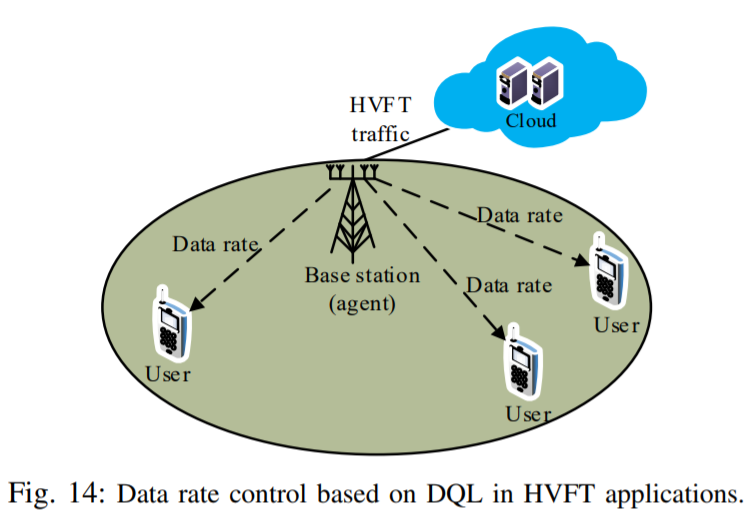 HVFT
traffic
Cloud
Data rate
Data rate
Base station
(agent)
Data rate
User
User
User
Fig. 14: Data rate control based on DQL in HVFT applications.